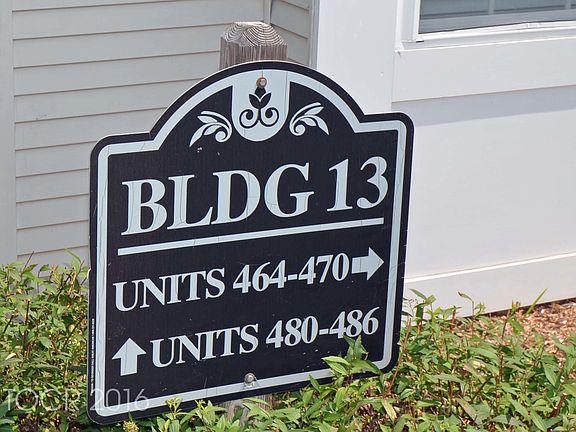 BLDG 13
UNITS 464-470→
↑UNITS 480-486
TOCP 2016